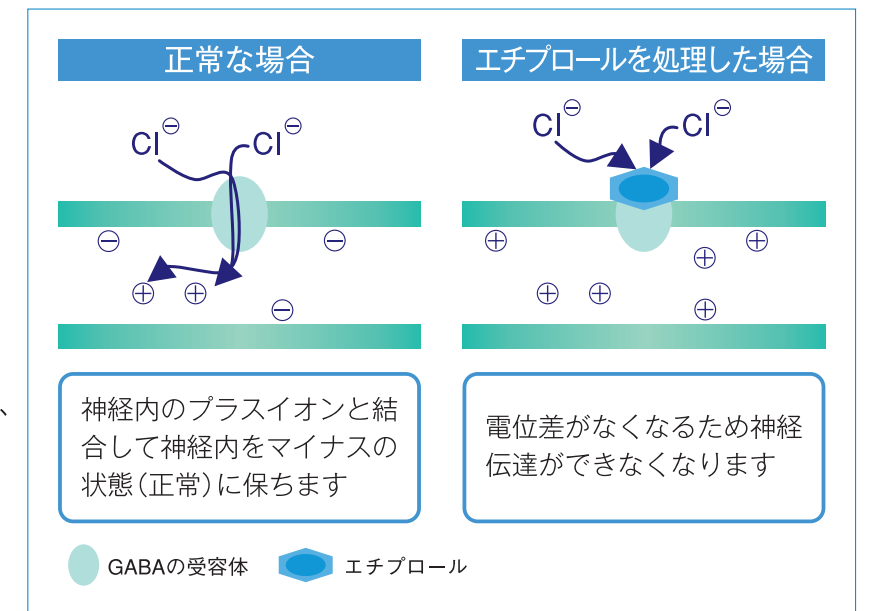 正常な場合
エチプロールを処理した場合
Cl⊖
Cl⊖
Cl⊖
Cl⊖
⊖
⊖
⊕
⊕
⊖
⊕
⊕
⊕
⊕
⊕
⊕
、
神経内のプラスイオンと結
合して神経内をマイナスの
状態(正常)に保ちます
電位差がなくなるため神経
伝達ができなくなります
GABAの受容体
エチプロール